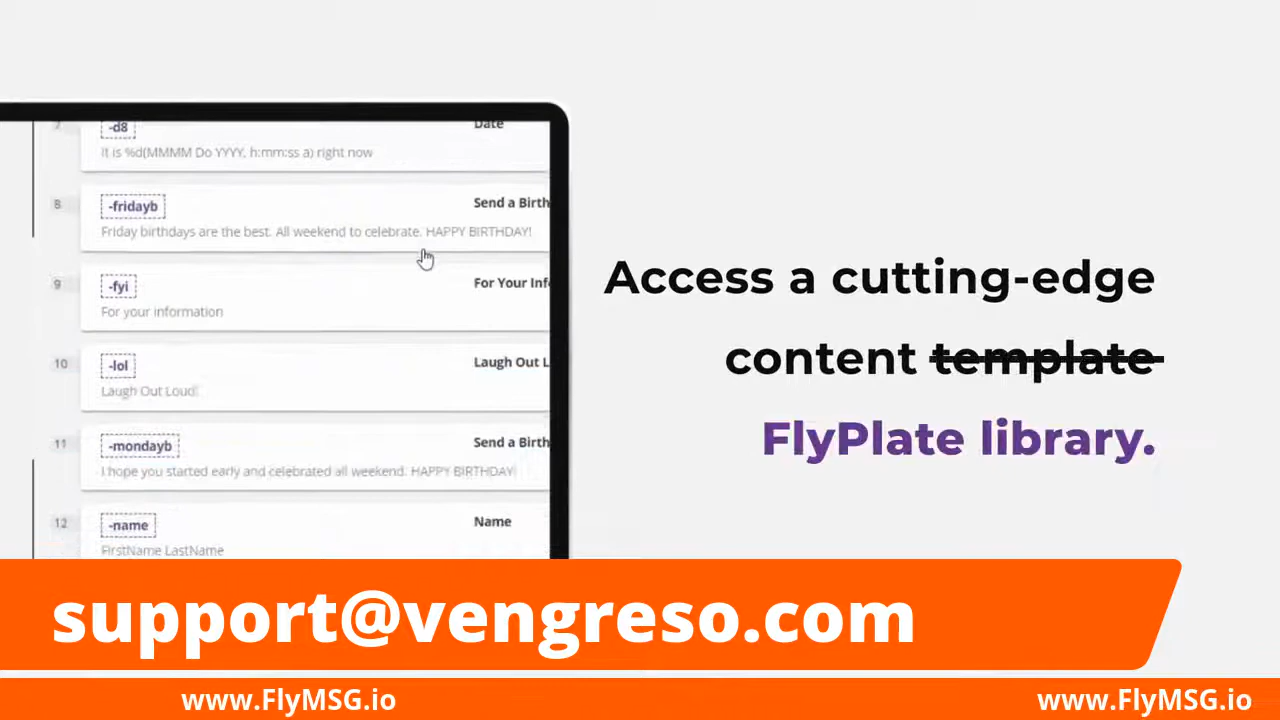 7
-d8
Date
It is %d(MMMM Do YYYY, h:mm:ss a) right now
8
-fridayb
Send a Birth
Friday birthdays are the best. All weekend to celebrate. HAPPY BIRTHDAY!
9
-fyi
For Your Info
For your information
10
-lol
Laugh Out L
Laugh Out Loud!
11
-mondayb
Send a Birth
I hope you started early and celebrated all weekend. HAPPY BIRTHDAY!
12
-name
Name
FirstName LastName
Access a cutting-edge
content template
FlyPlate library.
support@vengreso.com
www.FlyMSG.io
www.FlyMSG.io